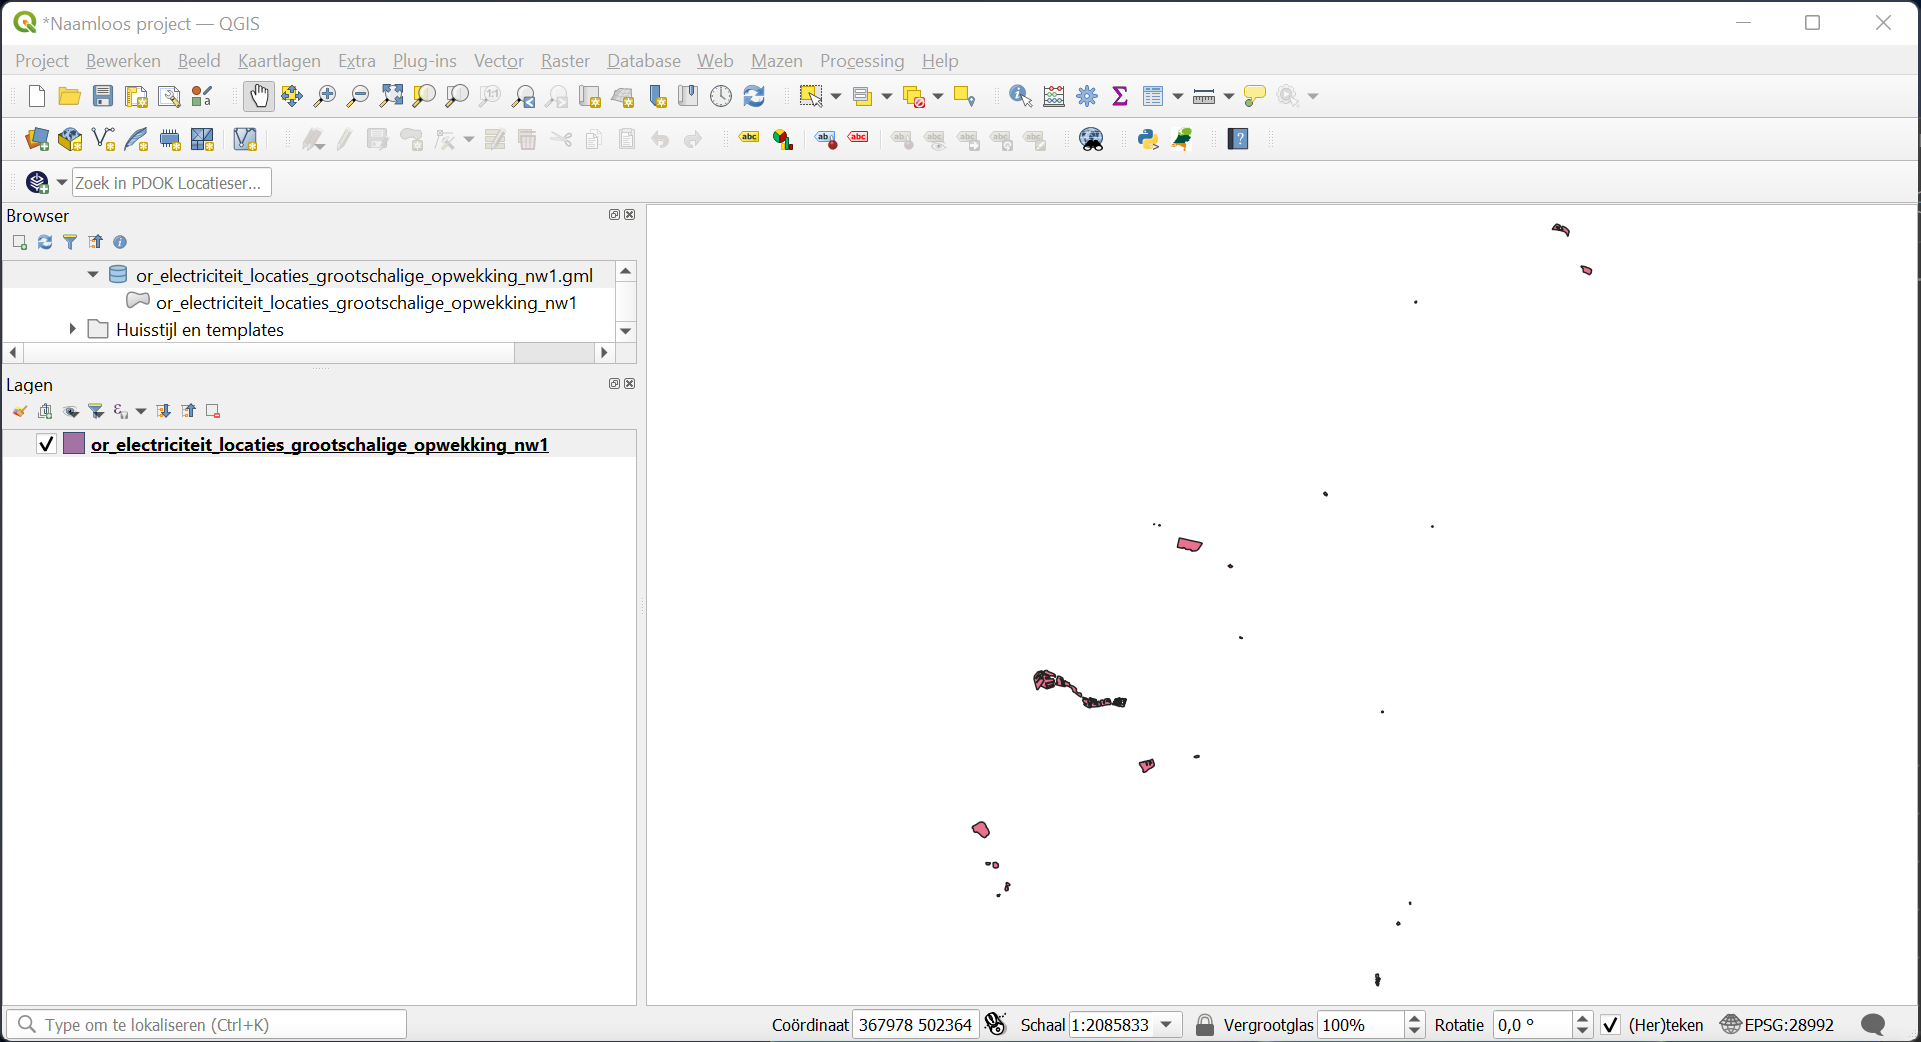 *Naamloos project — QGIS
Project Bewerken Beeld Kaartlagen Extra Plug-ins Vector Raster Database Web Mazen Processing Help
Zoek in PDOK Locatieser...
Browser
or_electriciteit_locaties_grootschalige_opwekking_nw1.gml
or_electriciteit_locaties_grootschalige_opwekking_nw1
Huisstijl en templates
Lagen
or_electriciteit_locaties_grootschalige_opwekking_nw1
Type om te lokaliseren (Ctrl+K)
Coördinaat 367978 502364 Schaal 1:2085833 Vergrootglas 100% Rotatie 0,0 ° (Her)teken EPSG:28992